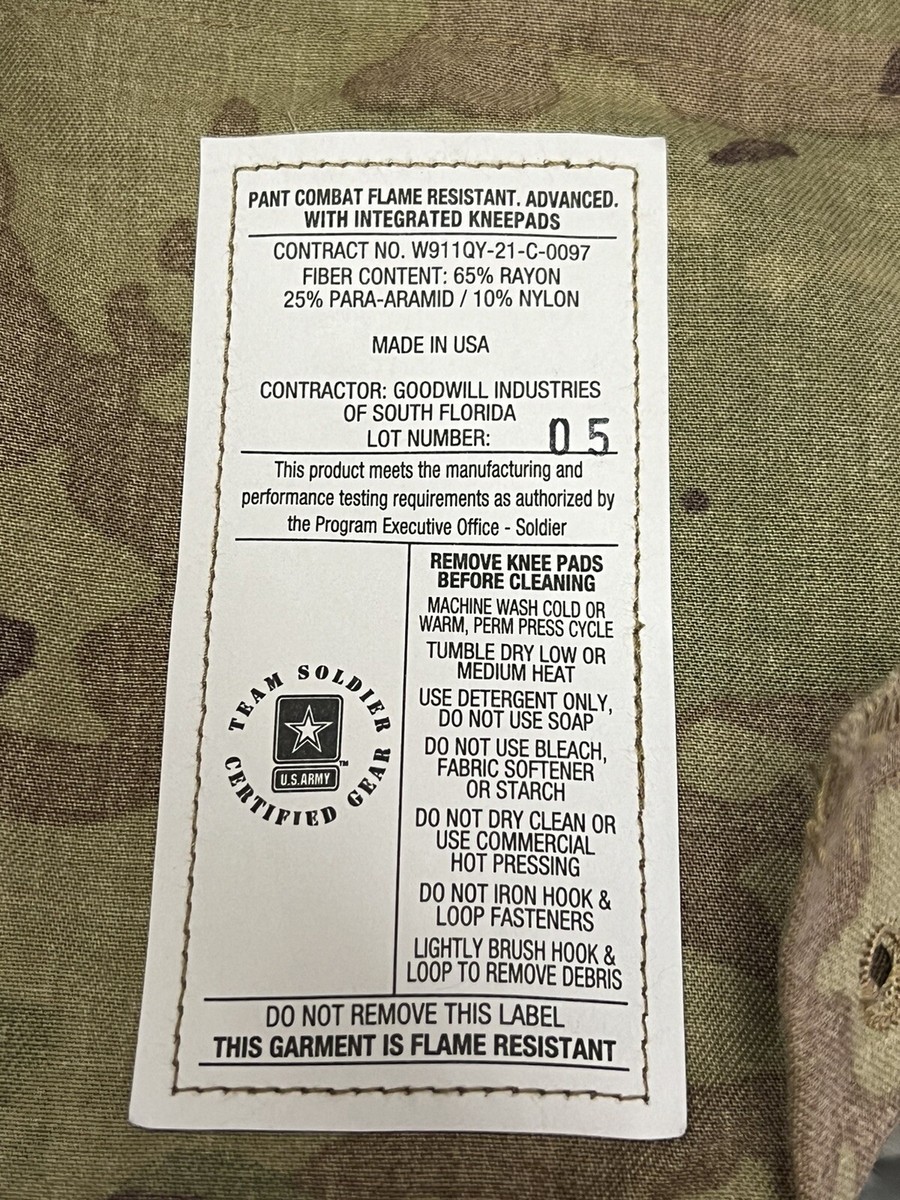 PANT COMBAT FLAME RESISTANT. ADVANCED.
WITH INTEGRATED KNEEPADS
CONTRACT NO. W911QY-21-C-0097
FIBER CONTENT: 65% RAYON
25% PARA-ARAMID / 10% NYLON
MADE IN USA
CONTRACTOR: GOODWILL INDUSTRIES
OF SOUTH FLORIDA
LOT NUMBER: 05
This product meets the manufacturing and
performance testing requirements as authorized by
the Program Executive Office - Soldier
TEAM SOLDIER
U.S.ARMY™
CERTIFIED GEAR
REMOVE KNEE PADS
BEFORE CLEANING
MACHINE WASH COLD OR
WARM, PERM PRESS CYCLE
TUMBLE DRY LOW OR
MEDIUM HEAT
USE DETERGENT ONLY,
DO NOT USE SOAP
DO NOT USE BLEACH,
FABRIC SOFTENER
OR STARCH
DO NOT DRY CLEAN OR
USE COMMERCIAL
HOT PRESSING
DO NOT IRON HOOK &
LOOP FASTENERS
LIGHTLY BRUSH HOOK &
LOOP TO REMOVE DEBRIS
DO NOT REMOVE THIS LABEL
THIS GARMENT IS FLAME RESISTANT